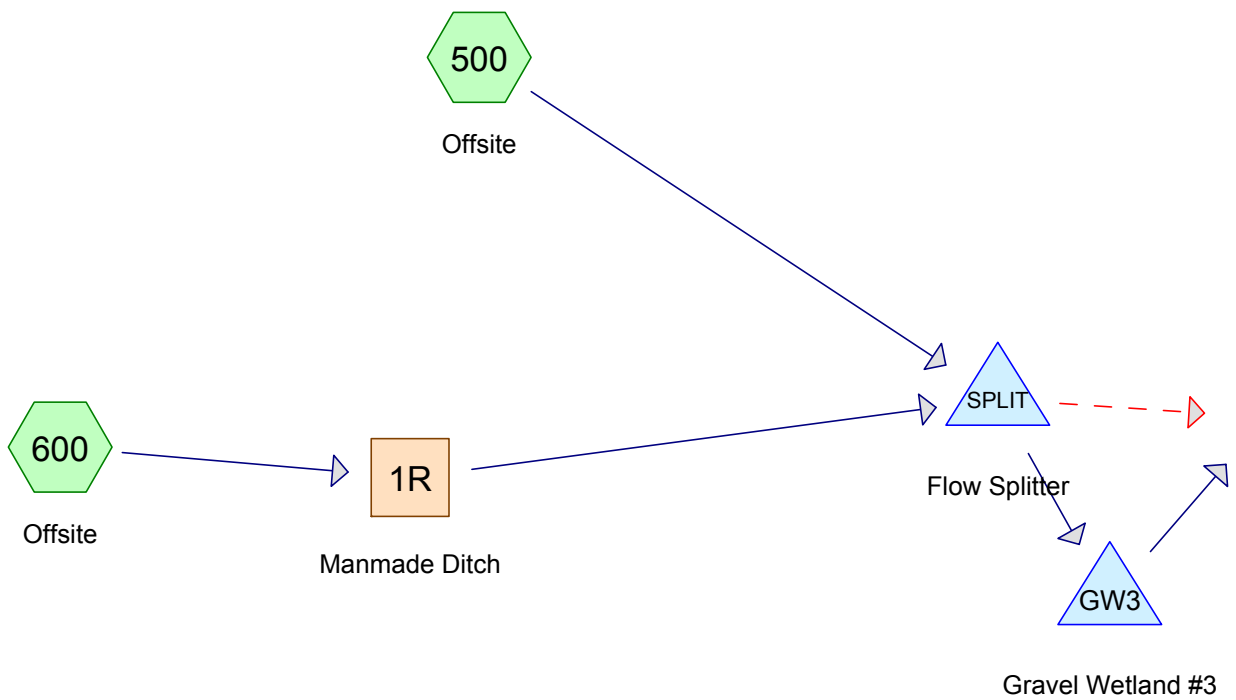 500
Offsite
600
Offsite
1R
Manmade Ditch
SPLIT
Flow Splitter
GW3
Gravel Wetland #3